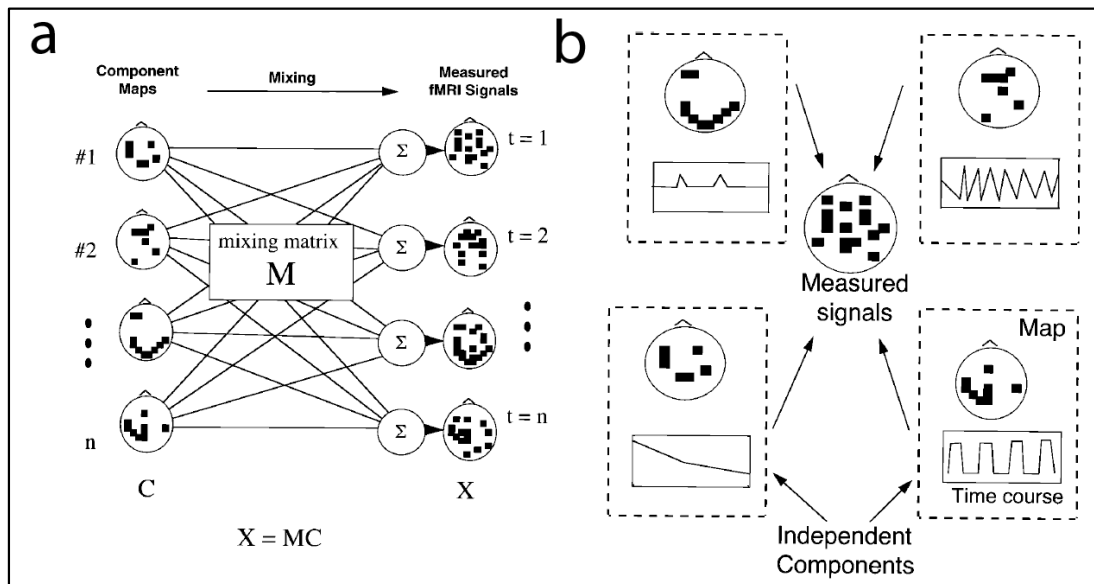 a
Component
Maps
Mixing
Measured
fMRI Signals
#1
Σ
t = 1
#2
mixing matrix
M
Σ
t = 2
Σ
n
Σ
t = n
C
X
X = MC
b
Measured
signals
Map
Time course
Independent
Components